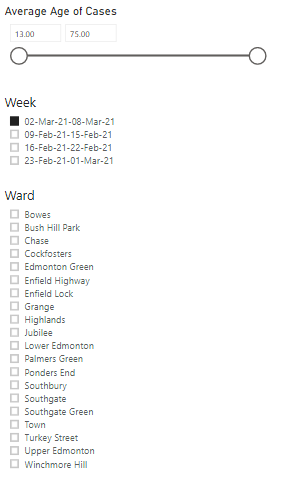 Average Age of Cases
13.00 75.00
Week
02-Mar-21-08-Mar-21
09-Feb-21-15-Feb-21
16-Feb-21-22-Feb-21
23-Feb-21-01-Mar-21
Ward
Bowes
Bush Hill Park
Chase
Cockfosters
Edmonton Green
Enfield Highway
Enfield Lock
Grange
Highlands
Jubilee
Lower Edmonton
Palmers Green
Ponders End
Southbury
Southgate
Southgate Green
Town
Turkey Street
Upper Edmonton
Winchmore Hill